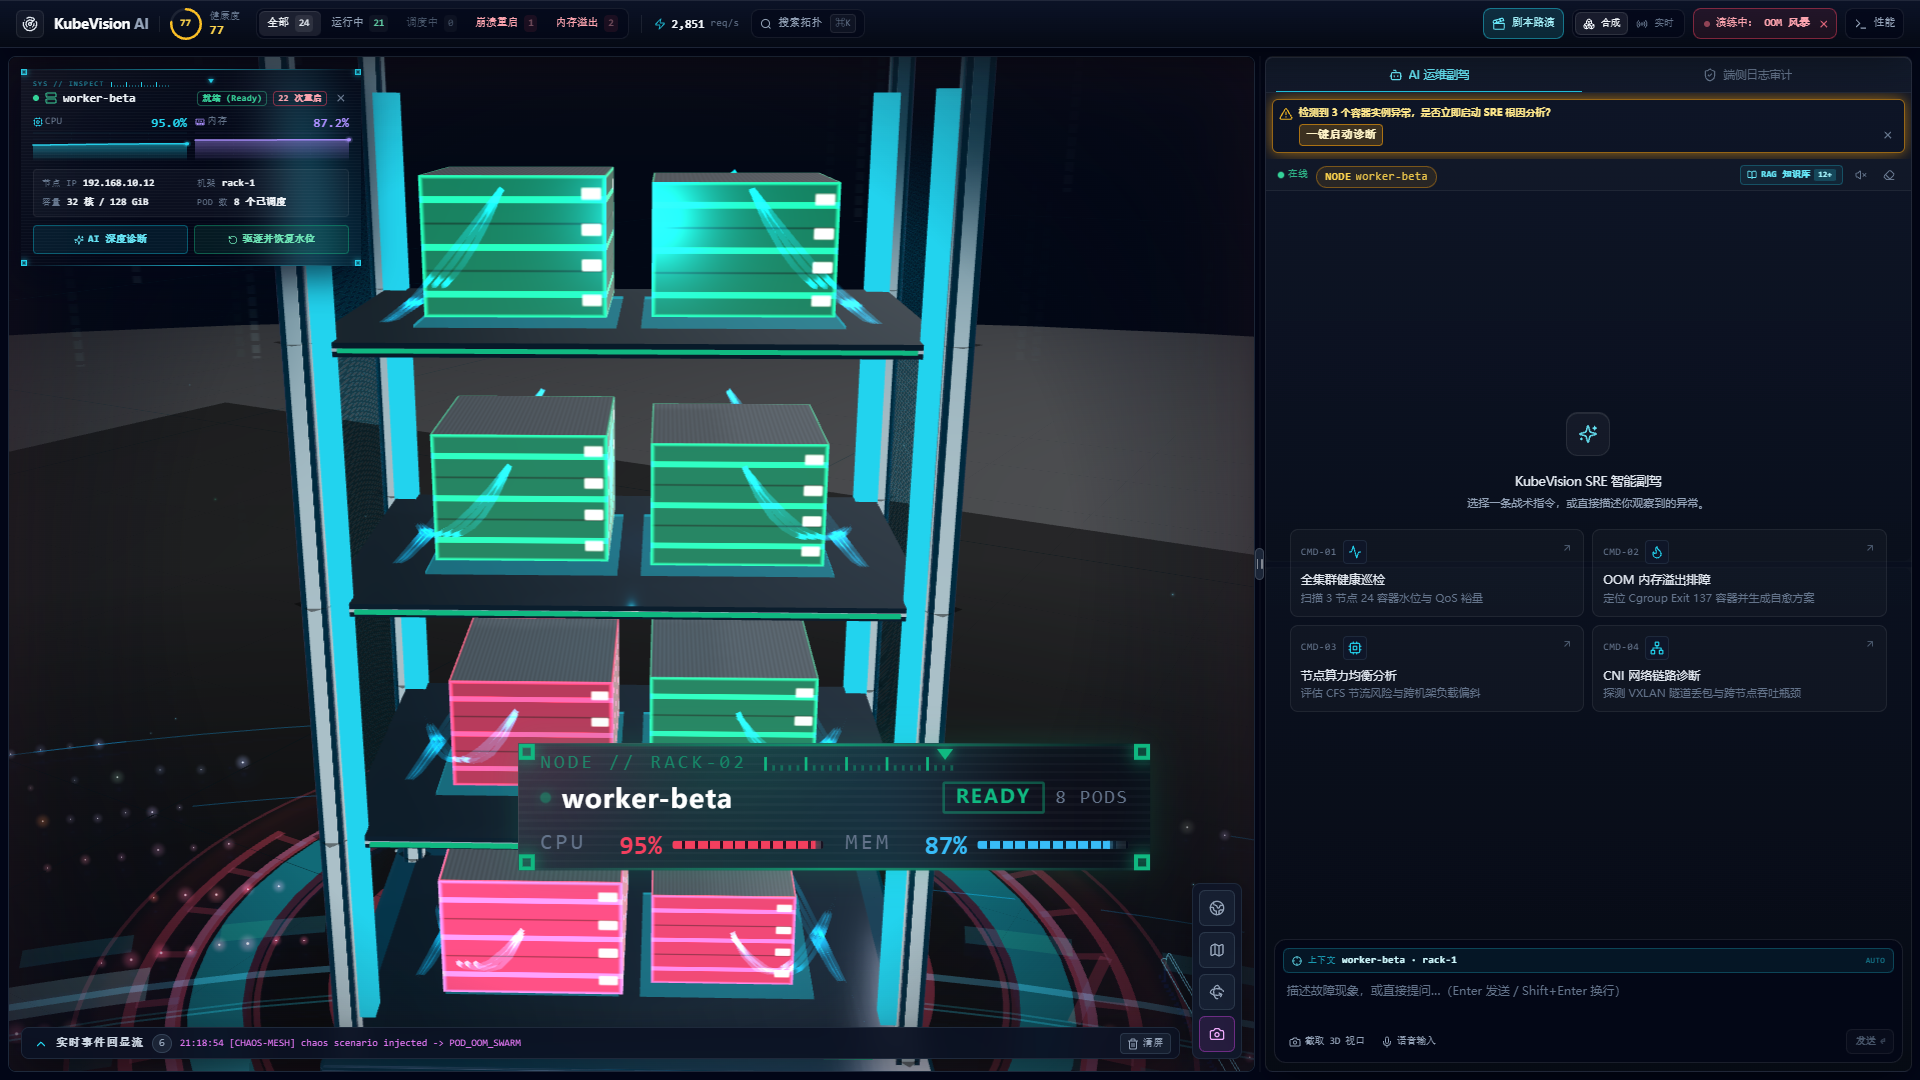 KubeVision AI
77
健康度
77
全部 24
运行中 21
调度中 0
崩溃重启 1
内存溢出 2
2,851 req/s
搜索拓扑 ⌘K
剧本路演
合成
实时
演练中: OOM 风暴 ×
性能
SYS // INSPECT
worker-beta
就绪 (Ready)
22 次重启
CPU 95.0%
内存 87.2%
节点 IP 192.168.10.12
机架 rack-1
容量 32 核 / 128 GiB
POD 数 8 个已调度
AI 深度诊断
驱逐并恢复水位
NODE // RACK-02
worker-beta
READY
8 PODS
CPU 95%
MEM 87%
实时事件回显流 6
21:18:54 [CHAOS-MESH] chaos scenario injected -> POD_OOM_SWARM
清屏
AI 运维副驾
端侧日志审计
检测到 3 个容器实例异常，是否立即启动 SRE 根因分析?
一键启动诊断
在线
NODE worker-beta
RAG 知识库 12+
KubeVision SRE 智能副驾
选择一条战术指令，或直接描述你观察到的异常。
CMD-01
全集群健康巡检
扫描 3 节点 24 容器水位与 QoS 裕量
CMD-02
OOM 内存溢出排障
定位 Cgroup Exit 137 容器并生成自愈方案
CMD-03
节点算力均衡分析
评估 CFS 节流风险与跨机架负载偏斜
CMD-04
CNI 网络链路诊断
探测 VXLAN 隧道丢包与跨节点吞吐瓶颈
上下文 worker-beta · rack-1
AUTO
描述故障现象，或直接提问… (Enter 发送 / Shift+Enter 换行)
截取 3D 视口
语音输入
发送